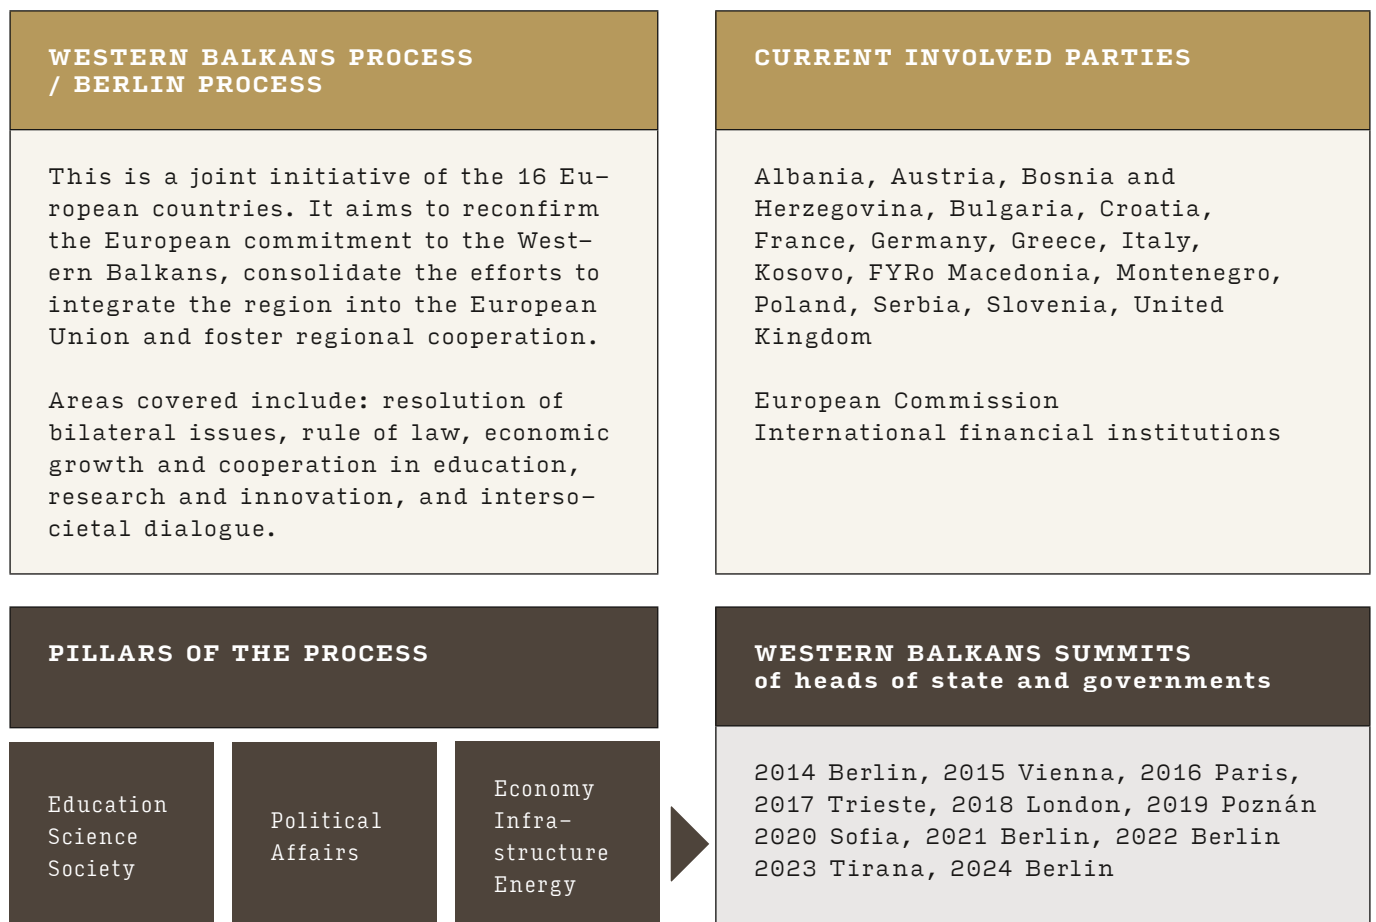 WESTERN BALKANS PROCESS
/ BERLIN PROCESS
This is a joint initiative of the 16 Eu–
ropean countries. It aims to reconfirm
the European commitment to the West–
ern Balkans, consolidate the efforts to
integrate the region into the European
Union and foster regional cooperation.
Areas covered include: resolution of
bilateral issues, rule of law, economic
growth and cooperation in education,
research and innovation, and interso–
cietal dialogue.
CURRENT INVOLVED PARTIES
Albania, Austria, Bosnia and
Herzegovina, Bulgaria, Croatia,
France, Germany, Greece, Italy,
Kosovo, FYRo Macedonia, Montenegro,
Poland, Serbia, Slovenia, United
Kingdom
European Commission
International financial institutions
PILLARS OF THE PROCESS
Education
Science
Society
Political
Affairs
Economy
Infra–
structure
Energy
WESTERN BALKANS SUMMITS
of heads of state and governments
2014 Berlin, 2015 Vienna, 2016 Paris,
2017 Trieste, 2018 London, 2019 Poznán
2020 Sofia, 2021 Berlin, 2022 Berlin
2023 Tirana, 2024 Berlin